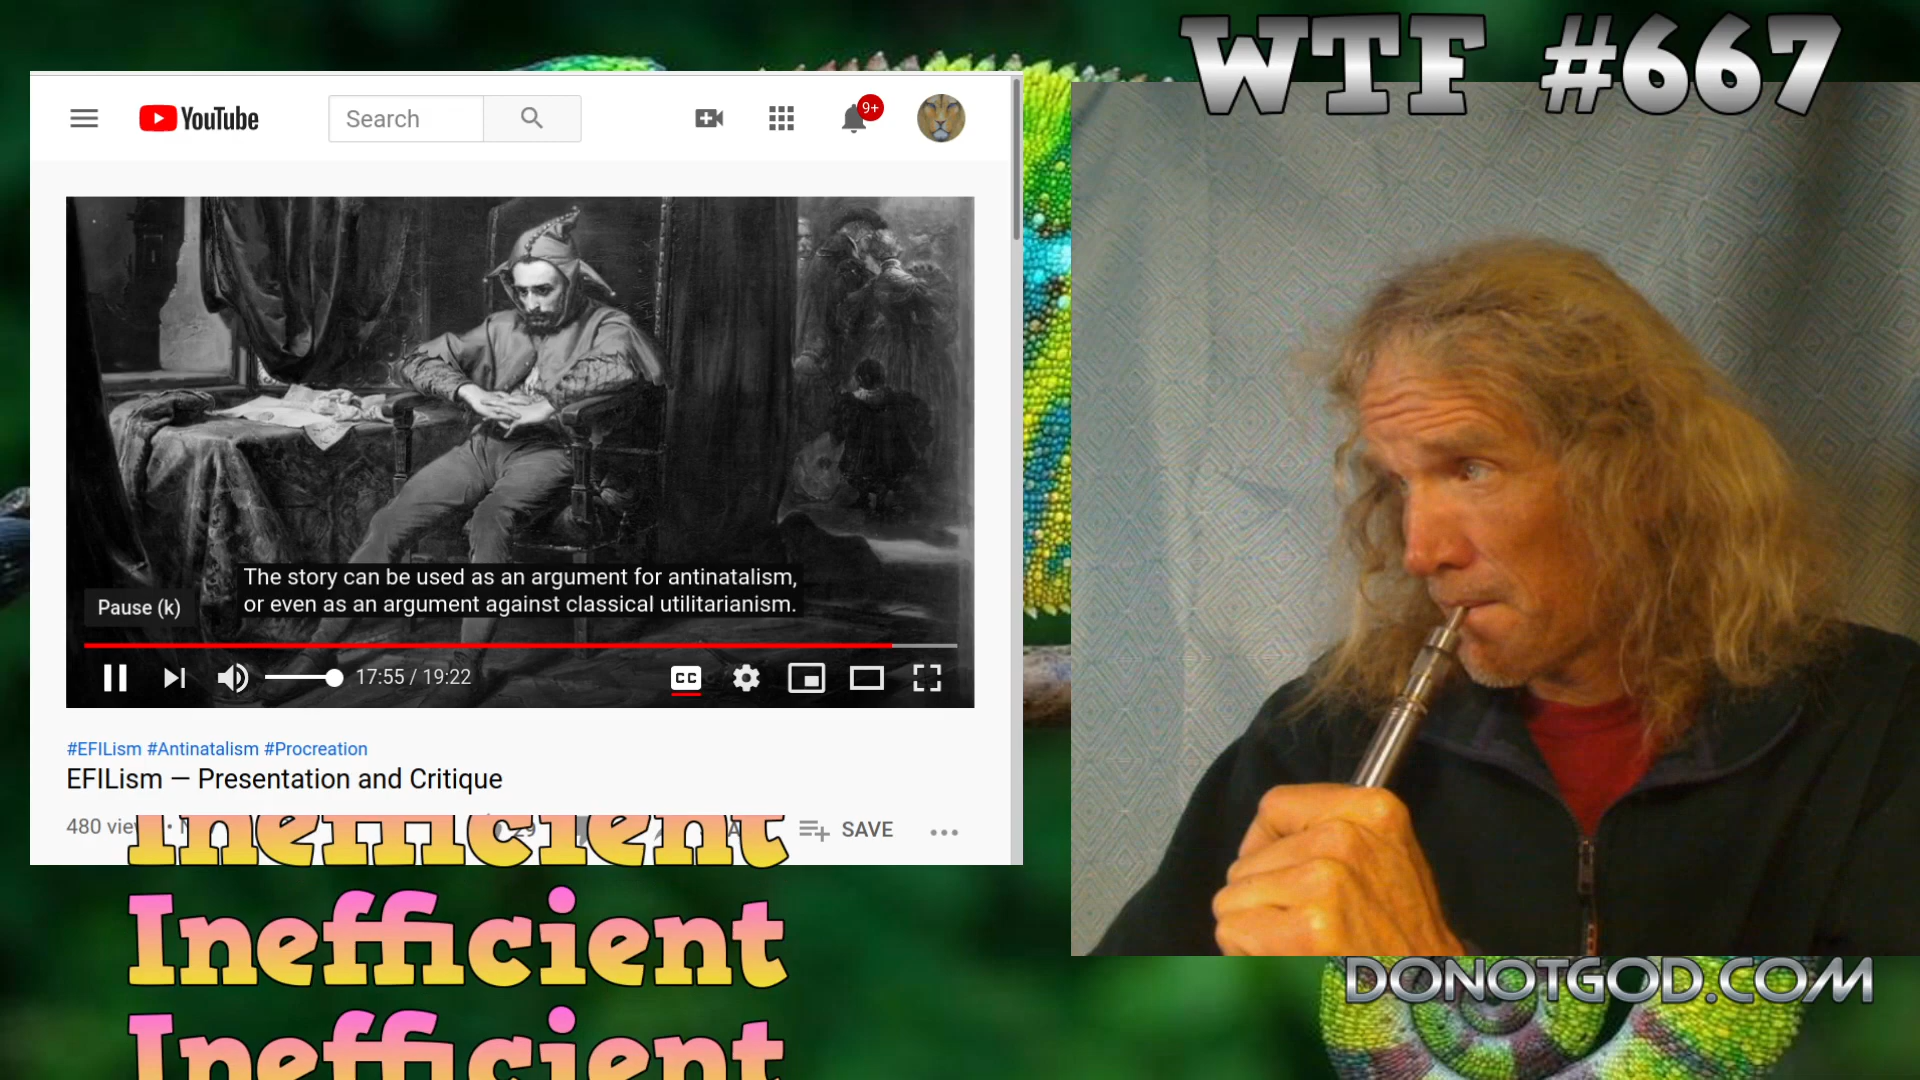 WTF #667
YouTube
Search
9+
The story can be used as an argument for antinatalism,
or even as an argument against classical utilitarianism.
Pause (k)
17:55 / 19:22
CC
#EFILism #Antinatalism #Procreation
EFILism — Presentation and Critique
480
SAVE
Inefficient
Inefficient
Inefficient
DONOTGOD.COM